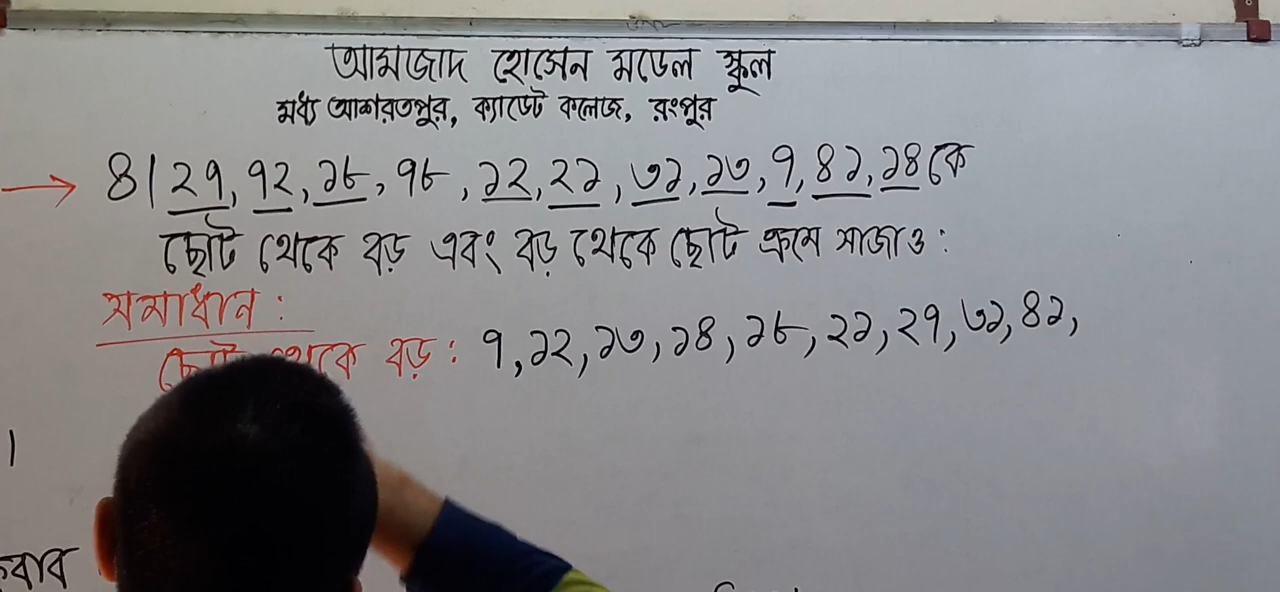 আমজাদ হোসেন মডেল স্কুল
মধ্য আশরতপুর, ক্যাডেট কলেজ, রংপুর
৪| ২৭, ৭২, ১৮, ৭৮, ১২, ২১, ৩১, ১৩, ৭, ৪১, ১৪ কে
ছোট থেকে বড় এবং বড় থেকে ছোট ক্রমে সাজাও:
সমাধান:
ছোট থেকে বড়: ৭, ১২, ১৩, ১৪, ১৮, ২১, ২৭, ৩১, ৪১,
।